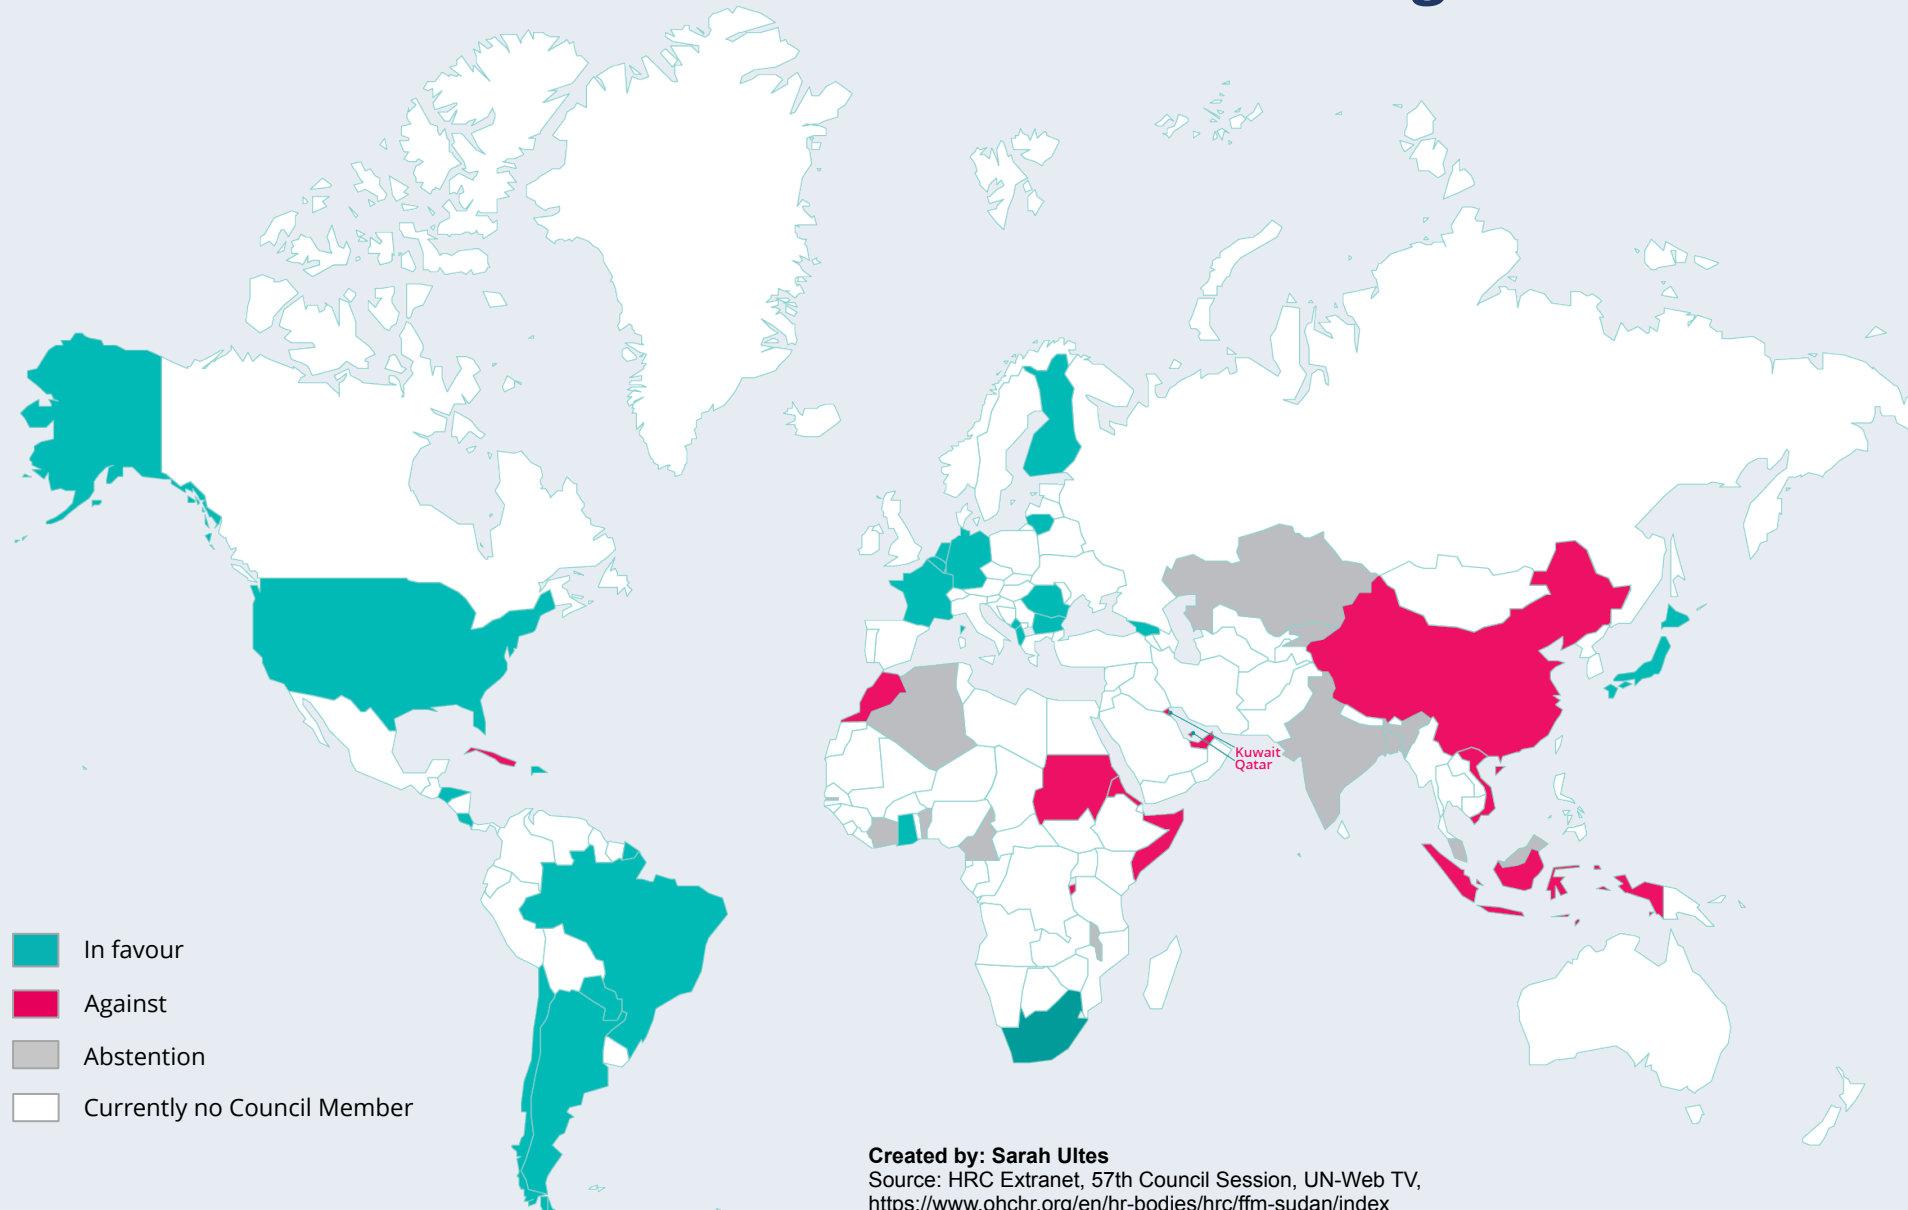 Kuwait
Qatar
In favour
Against
Abstention
Currently no Council Member
Created by: Sarah Ultes
Source: HRC Extranet, 57th Council Session, UN-Web TV,
https://www.ohchr.org/en/hr-bodies/hrc/ffm-sudan/index